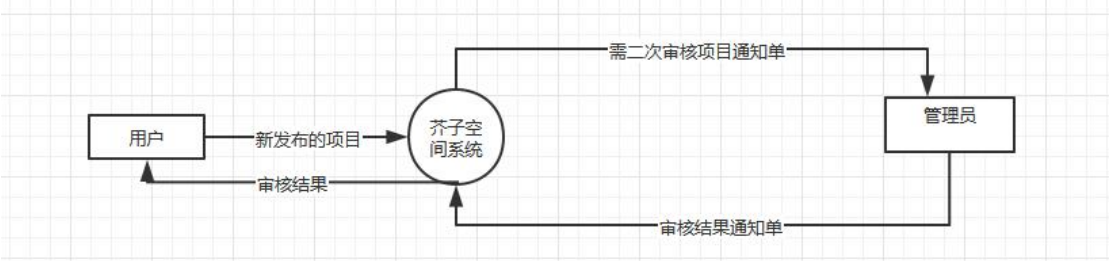 需二次审核项目通知单
管理员
用户
新发布的项目
芥子空
间系统
审核结果
审核结果通知单